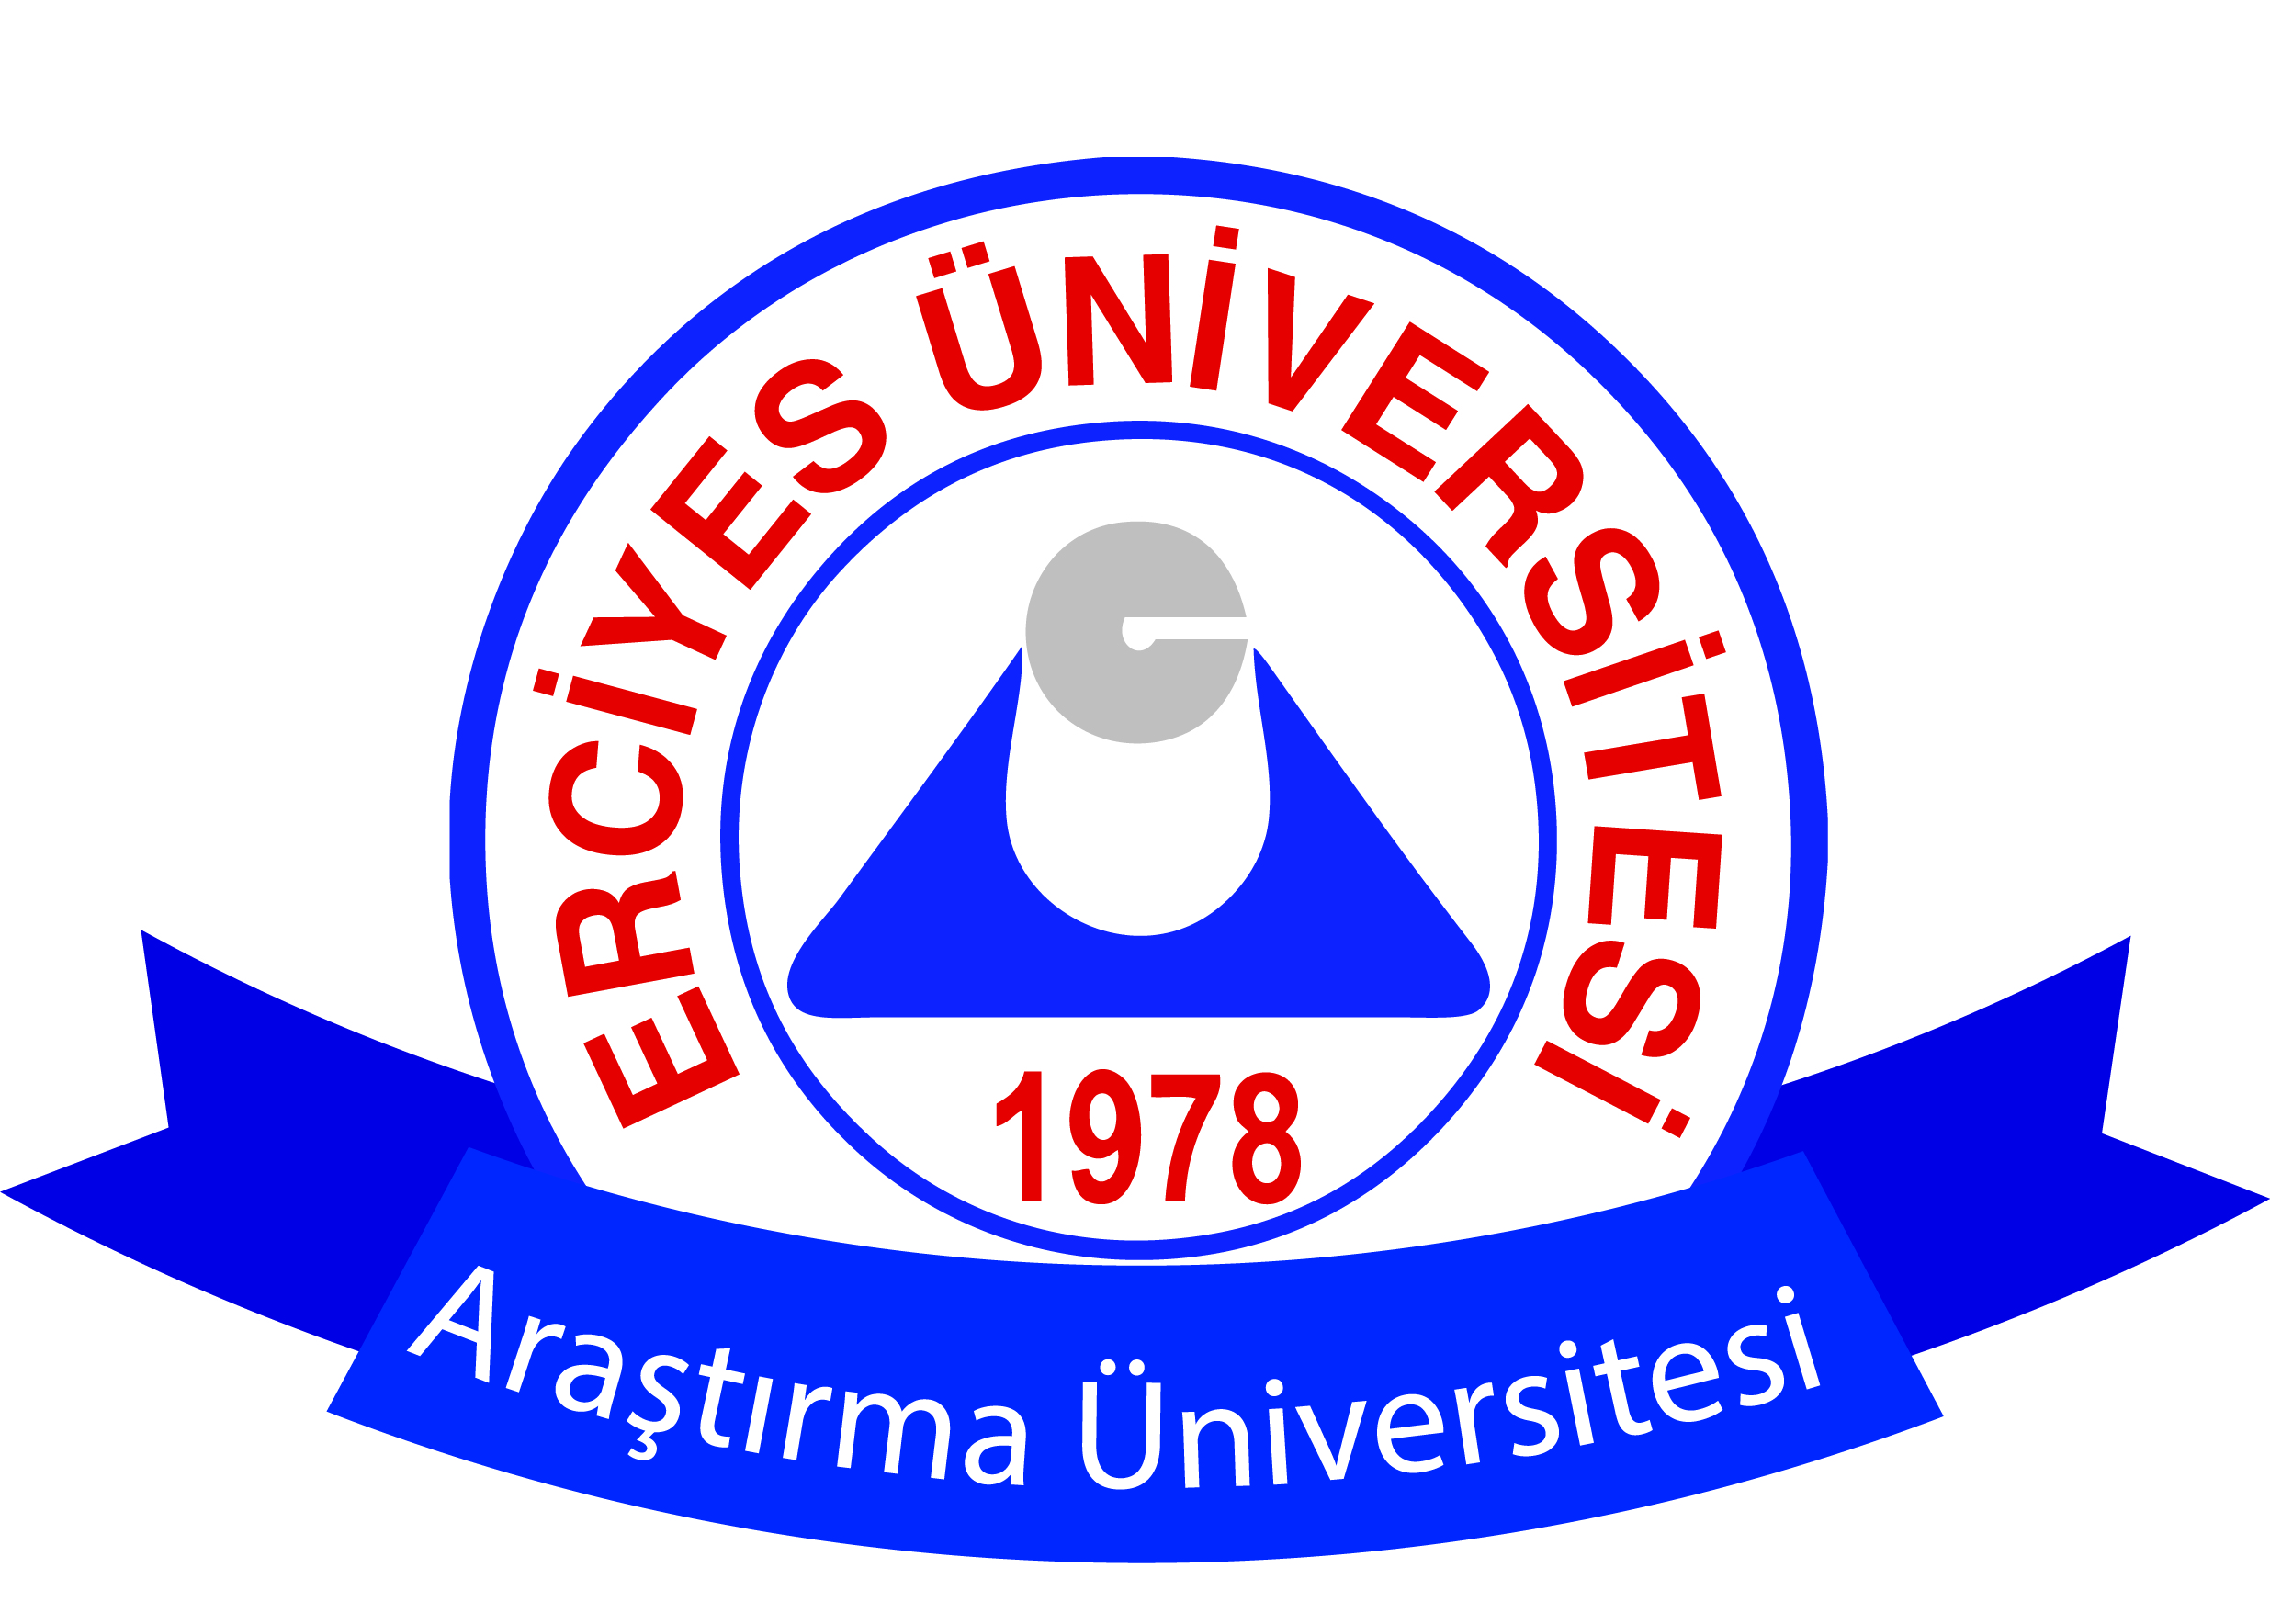 ERCİYES ÜNİVERSİTESİ
1978
Araştırma Üniversitesi